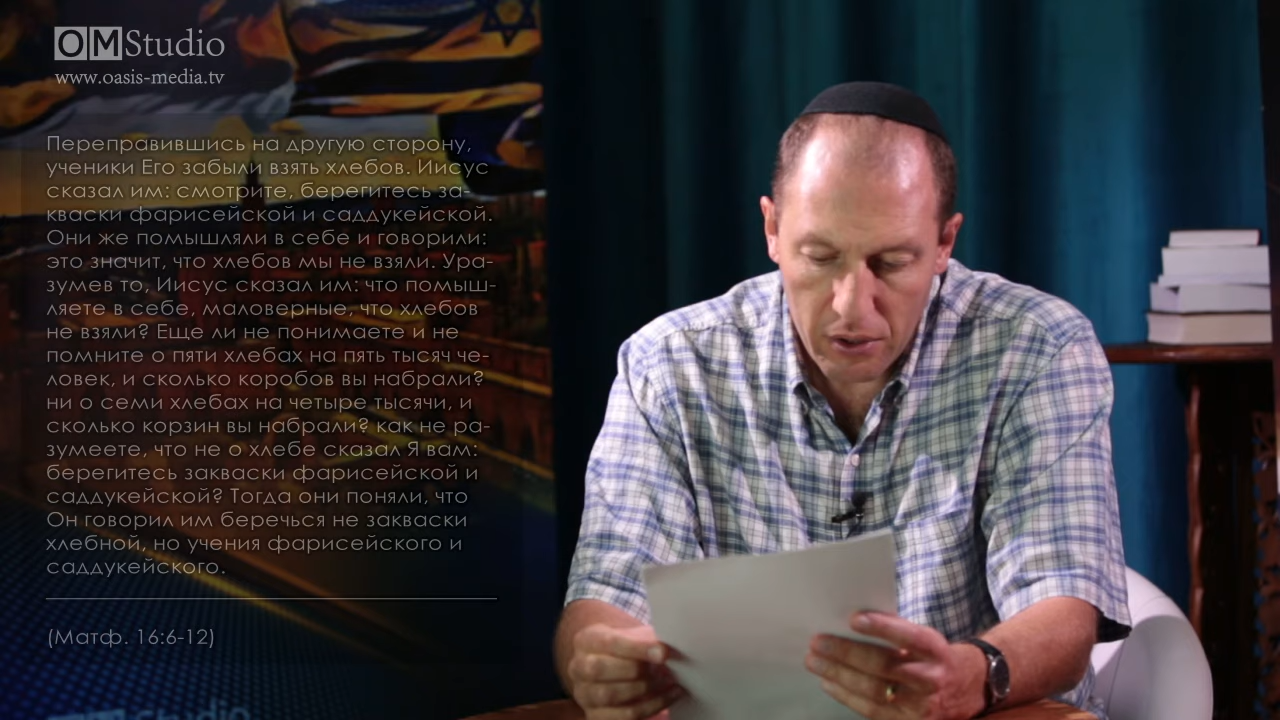 OMStudio
www.oasis-media.tv
Переправившись на другую сторону,
ученики Его забыли взять хлебов. Иисус
сказал им: смотрите, берегитесь за-
кваски фарисейской и саддукейской.
Они же помышляли в себе и говорили:
это значит, что хлебов мы не взяли. Ура-
зумев то, Иисус сказал им: что помыш-
ляете в себе, маловерные, что хлебов
не взяли? Еще ли не понимаете и не
помните о пяти хлебах на пять тысяч че-
ловек, и сколько коробов вы набрали?
ни о семи хлебах на четыре тысячи, и
сколько корзин вы набрали? как не ра-
зумеете, что не о хлебе сказал Я вам:
берегитесь закваски фарисейской и
саддукейской? Тогда они поняли, что
Он говорил им беречься не закваски
хлебной, но учения фарисейского и
саддукейского.
(Матф. 16:6-12)
OMStudio